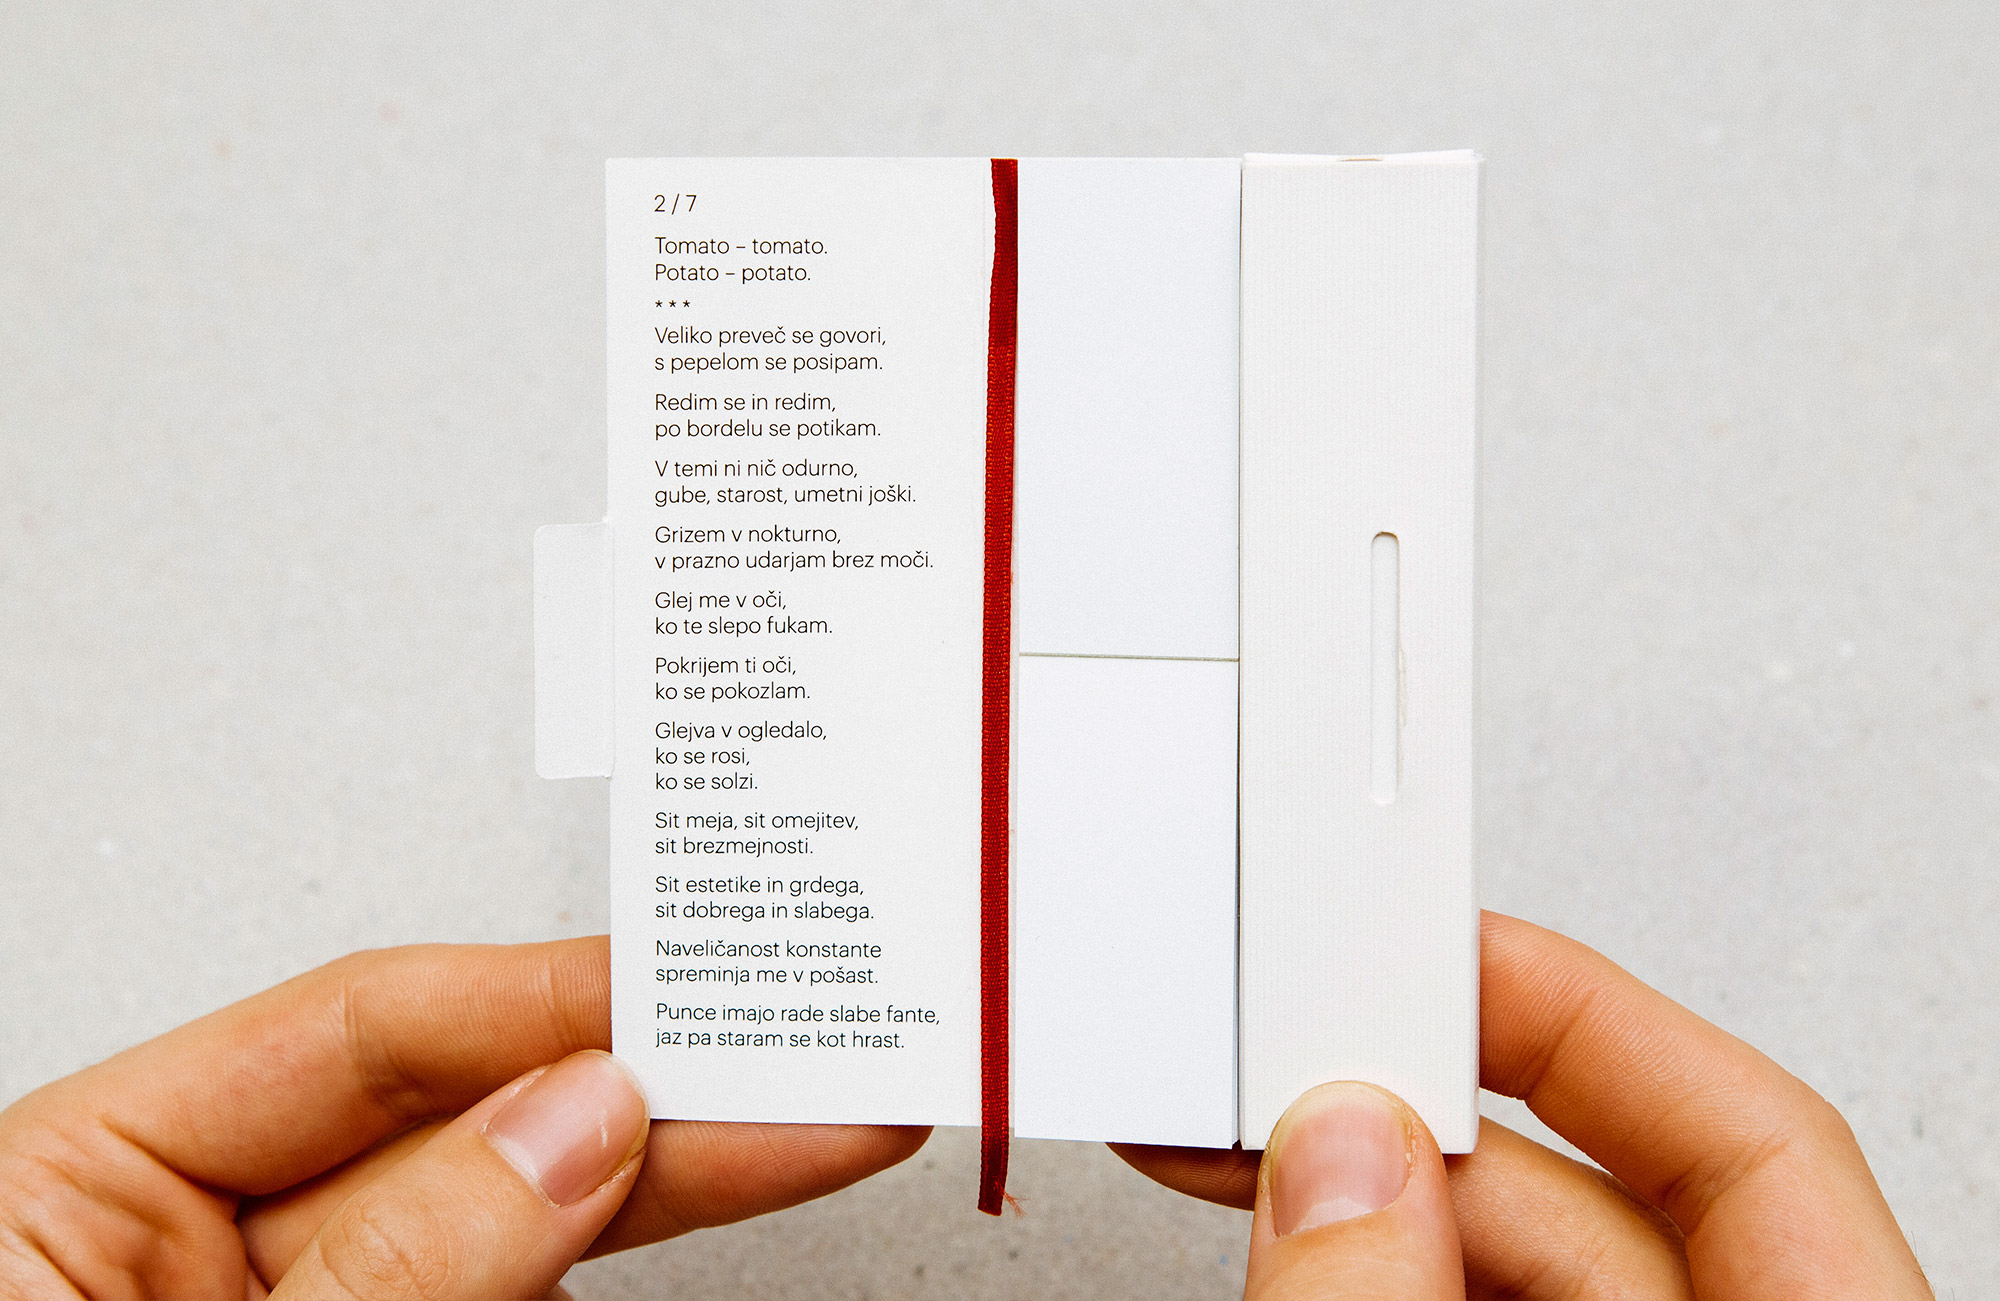 2 / 7
Tomato – tomato.
Potato – potato.
* * *
Veliko preveč se govori,
s pepelom se posipam.
Redim se in redim,
po bordelu se potikam.
V temi ni nič odurno,
gube, starost, umetni joški.
Grizem v nokturno,
v prazno udarjam brez moči.
Glej me v oči,
ko te slepo fukam.
Pokrijem ti oči,
ko se pokozlam.
Glejva v ogledalo,
ko se rosi,
ko se solzi.
Sit meja, sit omejitev,
sit brezmejnosti.
Sit estetike in grdega,
sit dobrega in slabega.
Naveličanost konstante
spreminja me v pošast.
Punce imajo rade slabe fante,
jaz pa staram se kot hrast.